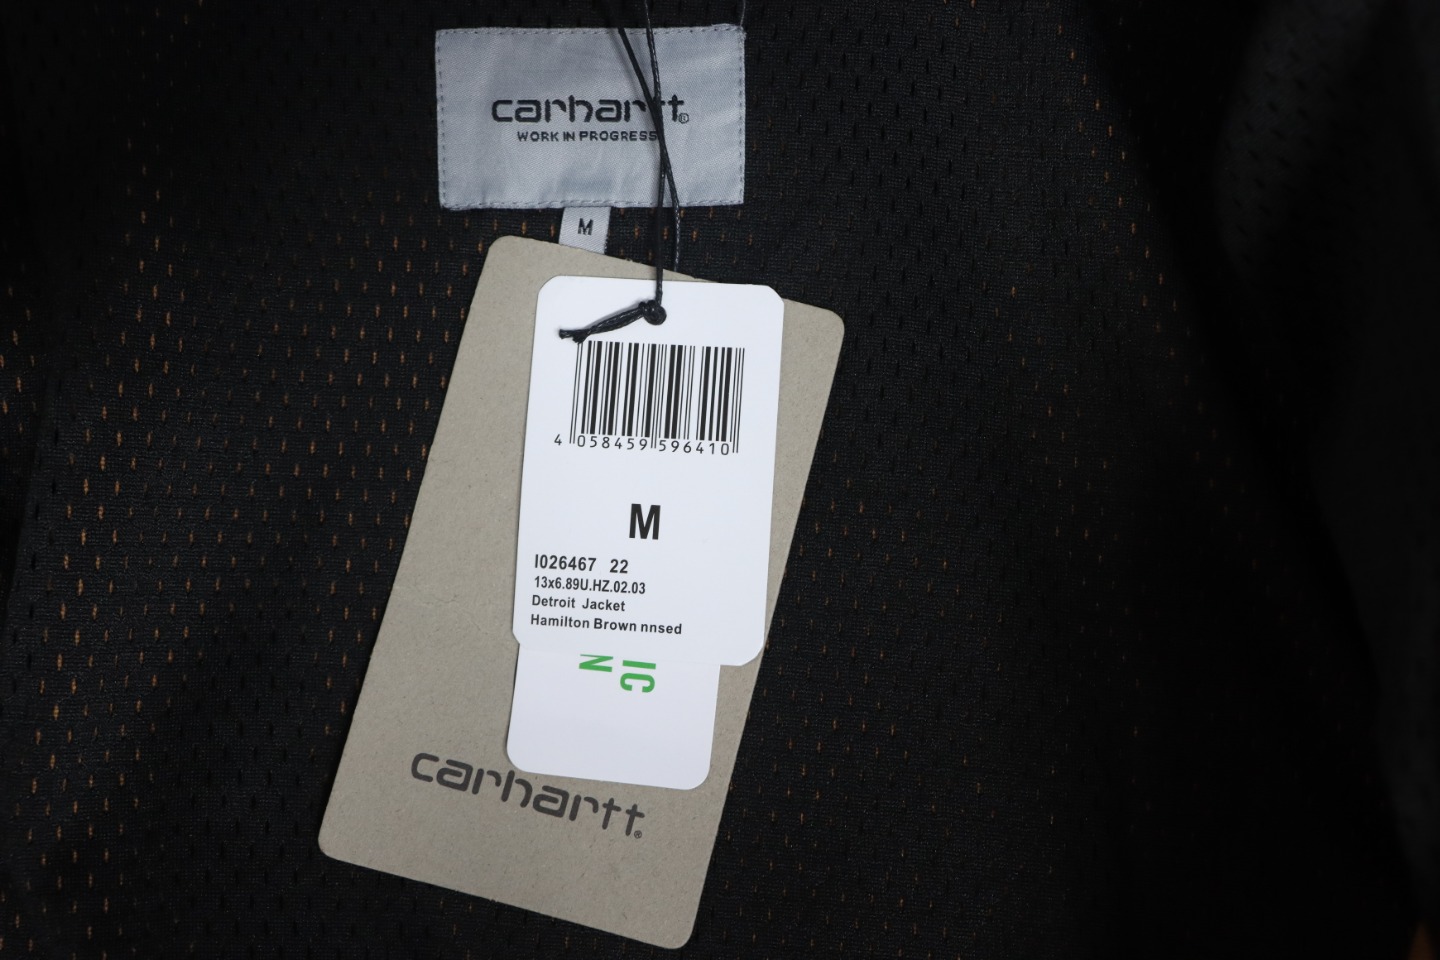 carhartt®
WORK IN PROGRESS
M
4 058459 596410
M
I026467 22
13x6.89U.HZ.02.03
Detroit Jacket
Hamilton Brown nnsed
IC
N
carhartt®